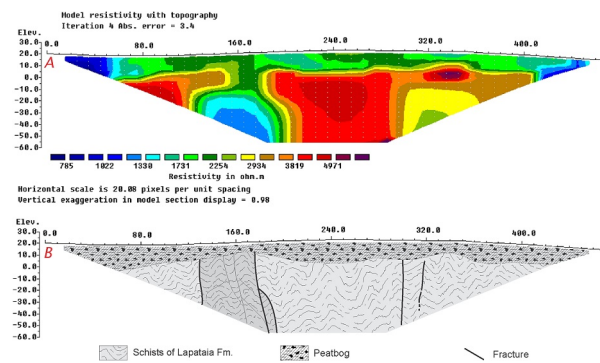 Model resistivity with topography
Iteration 4 Abs. error = 3.4
Elev.
0.0 80.0 160.0 240.0 320.0 400.0
30.0
20.0
A
10.0
0.0
-10.0
-20.0
-30.0
-40.0
-50.0
-60.0
785 1022 1330 1731 2254 2934 3819 4971
Resistivity in ohm.m
Horizontal scale is 20.08 pixels per unit spacing
Vertical exaggeration in model section display = 0.98
Elev.
30.0
0.0 80.0 160.0 240.0 320.0 400.0
20.0
B
10.0
0.0
-10.0
-20.0
-30.0
-40.0
-50.0
-60.0
Schists of Lapataia Fm. Peatbog Fracture